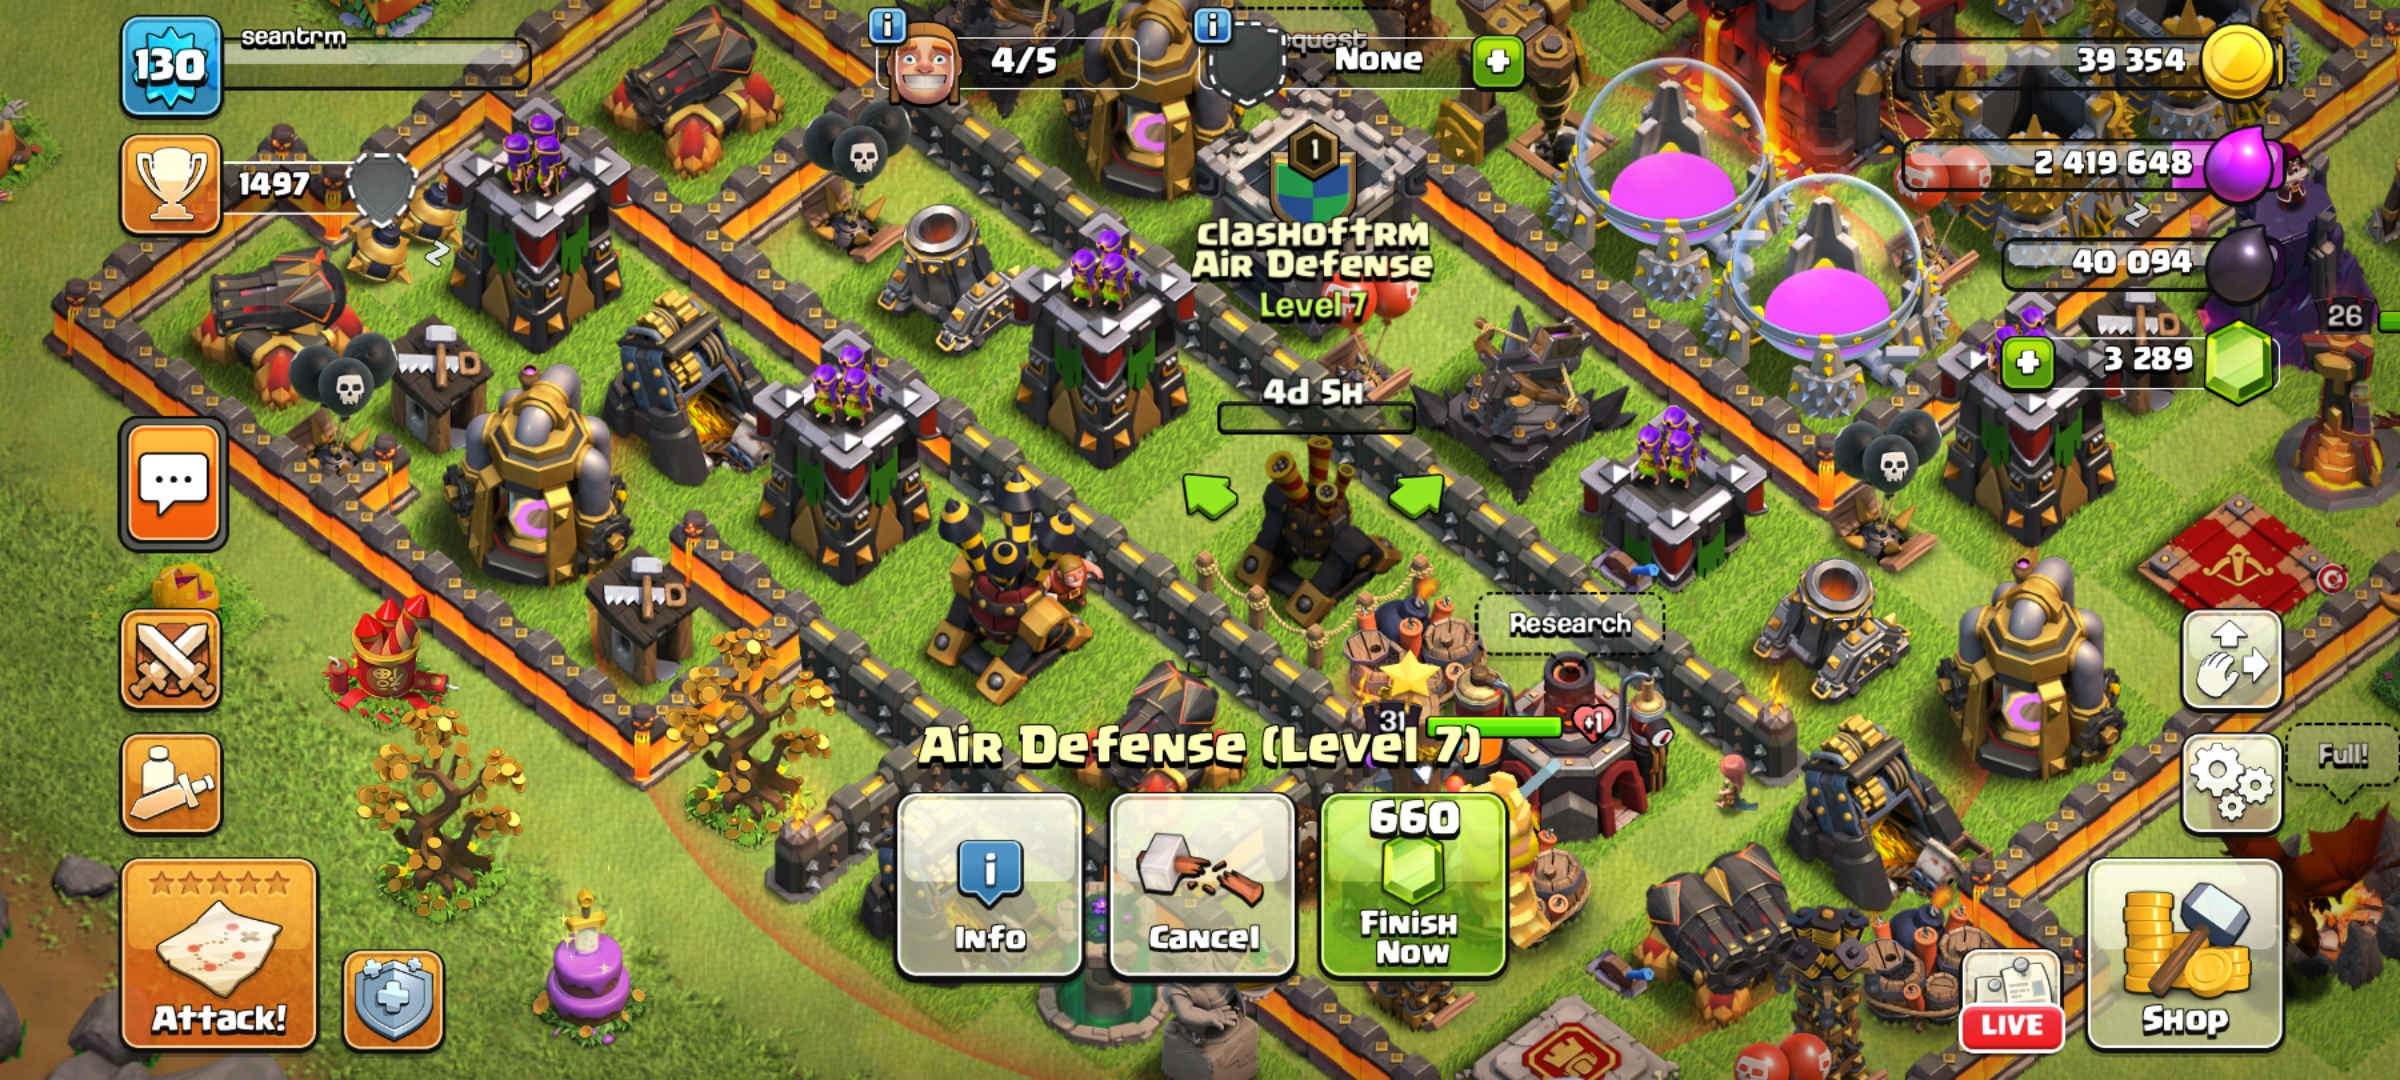 130
seantrm
4/5
equest
None
39 354
1497
1
2 419 648
z
z
clashoftrm
Air Defense
Level 7
40 094
26
3 289
4d 5H
Research
31
+1
Air Defense (Level 7)
Full!
660
Info
Cancel
Finish
Now
Attack!
LIVE
Shop